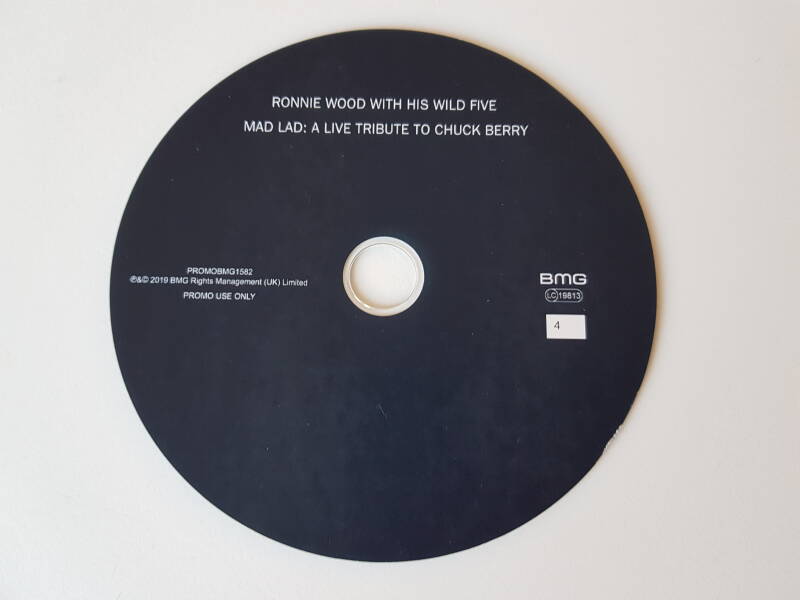 RONNIE WOOD WITH HIS WILD FIVE
MAD LAD: A LIVE TRIBUTE TO CHUCK BERRY
PROMOBMG1582
℗&© 2019 BMG Rights Management (UK) Limited
PROMO USE ONLY
BMG
LC 19813
4